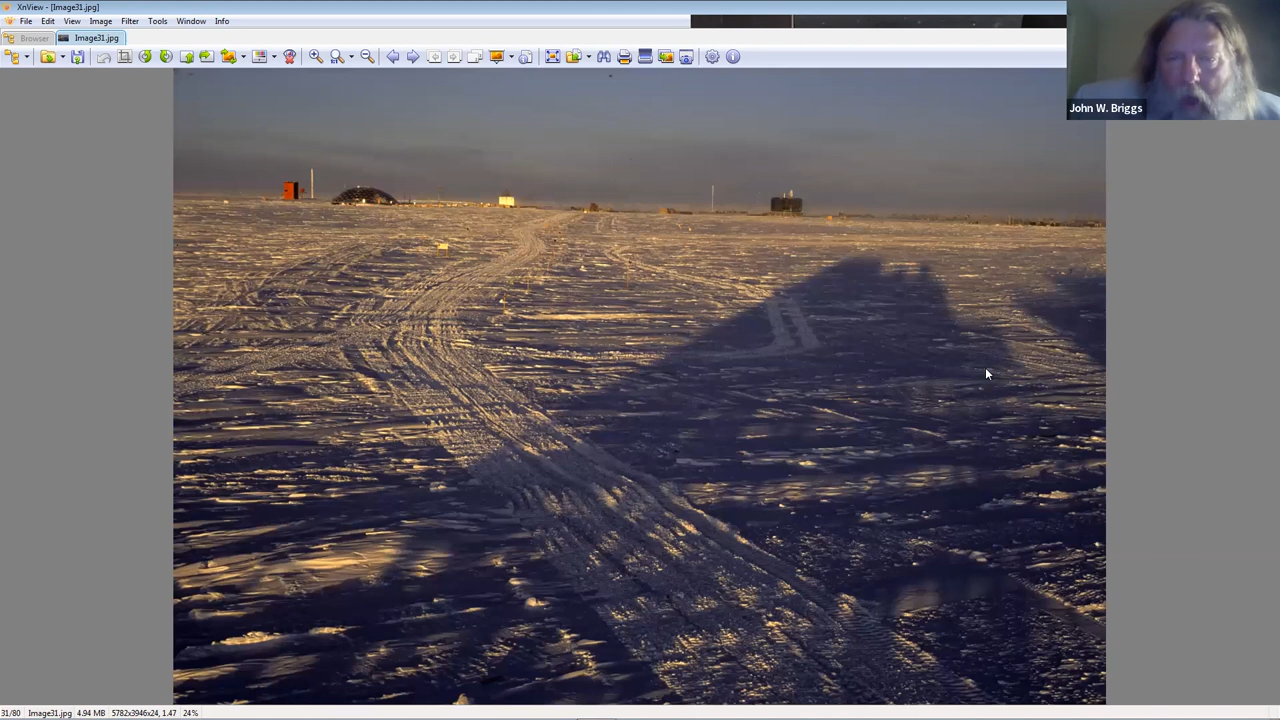 XnView - [Image31.jpg]
File Edit View Image Filter Tools Window Info
Browser Image31.jpg
John W. Briggs
31/80 Image31.jpg 4.94 MB 5782x3946x24, 1.47 24%